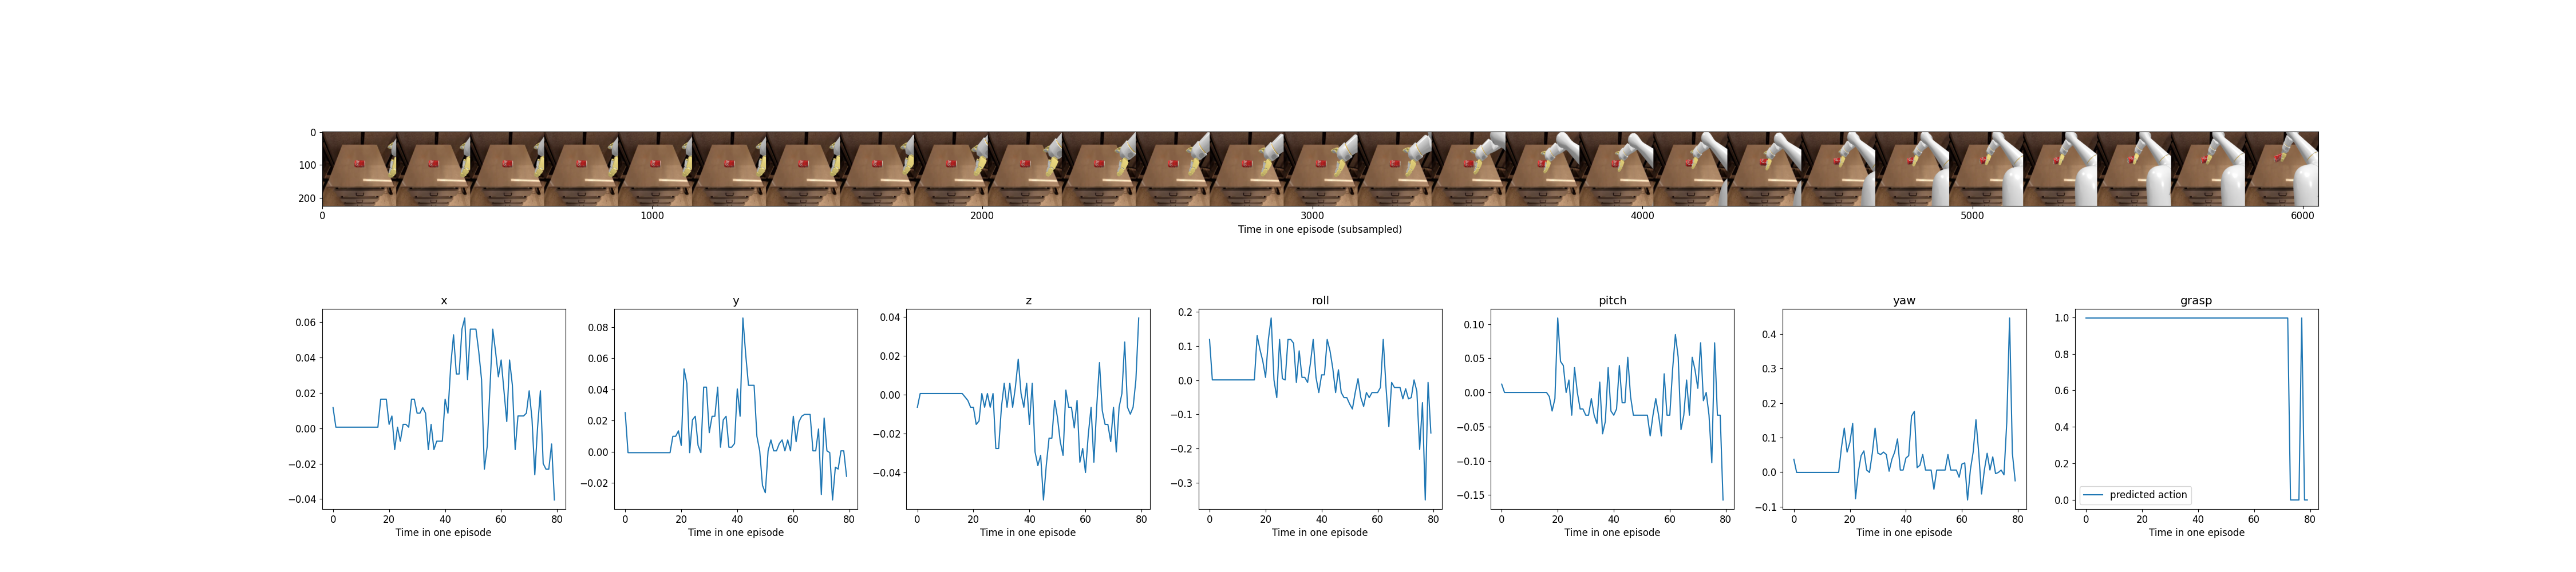 0
100
200
0 1000 2000 3000 4000 5000 6000
Time in one episode (subsampled)
x
0.06
0.04
0.02
0.00
−0.02
−0.04
0 20 40 60 80
Time in one episode
y
0.08
0.06
0.04
0.02
0.00
−0.02
0 20 40 60 80
Time in one episode
z
0.04
0.02
0.00
−0.02
−0.04
0 20 40 60 80
Time in one episode
roll
0.2
0.1
0.0
−0.1
−0.2
−0.3
0 20 40 60 80
Time in one episode
pitch
0.10
0.05
0.00
−0.05
−0.10
−0.15
0 20 40 60 80
Time in one episode
yaw
0.4
0.3
0.2
0.1
0.0
−0.1
0 20 40 60 80
Time in one episode
grasp
1.0
0.8
0.6
0.4
0.2
0.0
predicted action
0 20 40 60 80
Time in one episode